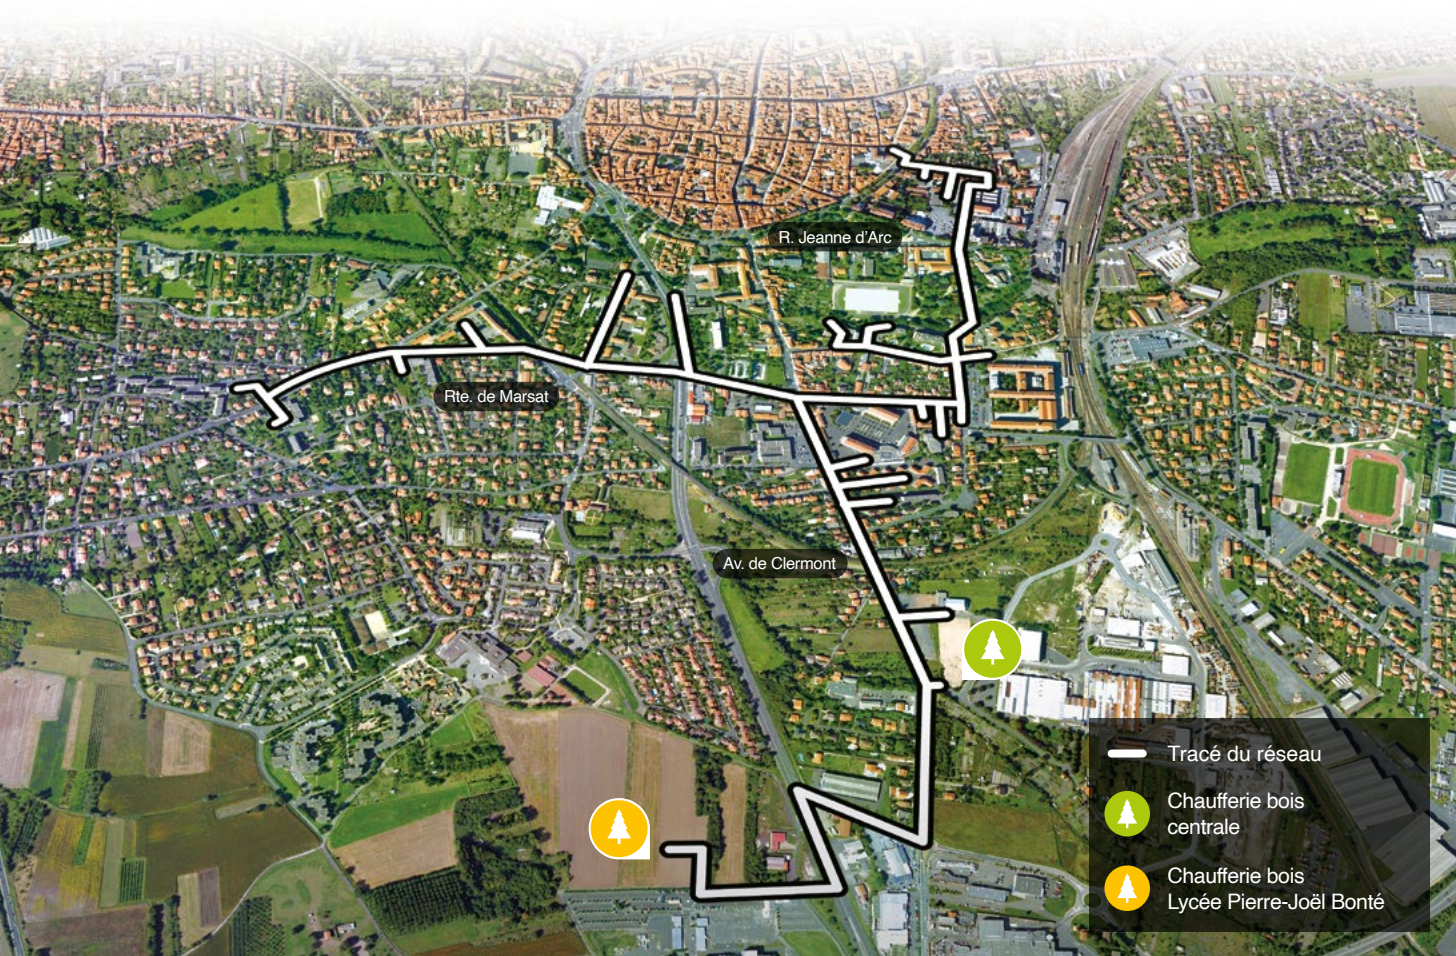 R. Jeanne d'Arc
Rte. de Marsat
Av. de Clermont
Tracé du réseau
Chaufferie bois
centrale
Chaufferie bois
Lycée Pierre-Joël Bonté